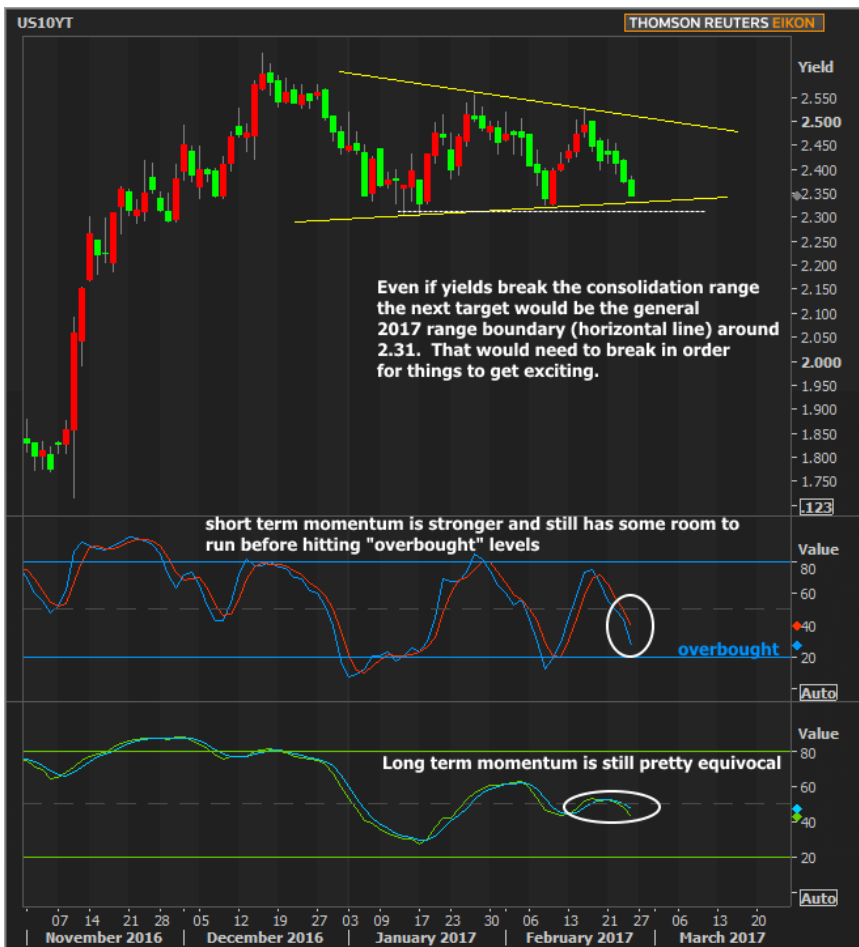 US10YT
THOMSON REUTERS EIKON
Yield
2.550
2.500
2.450
2.400
2.350
2.300
2.250
2.200
2.150
2.100
2.050
2.000
1.950
1.900
1.850
1.800
1.750
.123
Even if yields break the consolidation range
the next target would be the general
2017 range boundary (horizontal line) around
2.31. That would need to break in order
for things to get exciting.
short term momentum is stronger and still has some room to
run before hitting "overbought" levels
Value
80
60
40
20
overbought
Auto
Value
80
Long term momentum is still pretty equivocal
60
40
20
Auto
07 14 21 28 05 12 19 27 03 09 17 23 30 06 13 21 27 06 13 20
November 2016 December 2016 January 2017 February 2017 March 2017